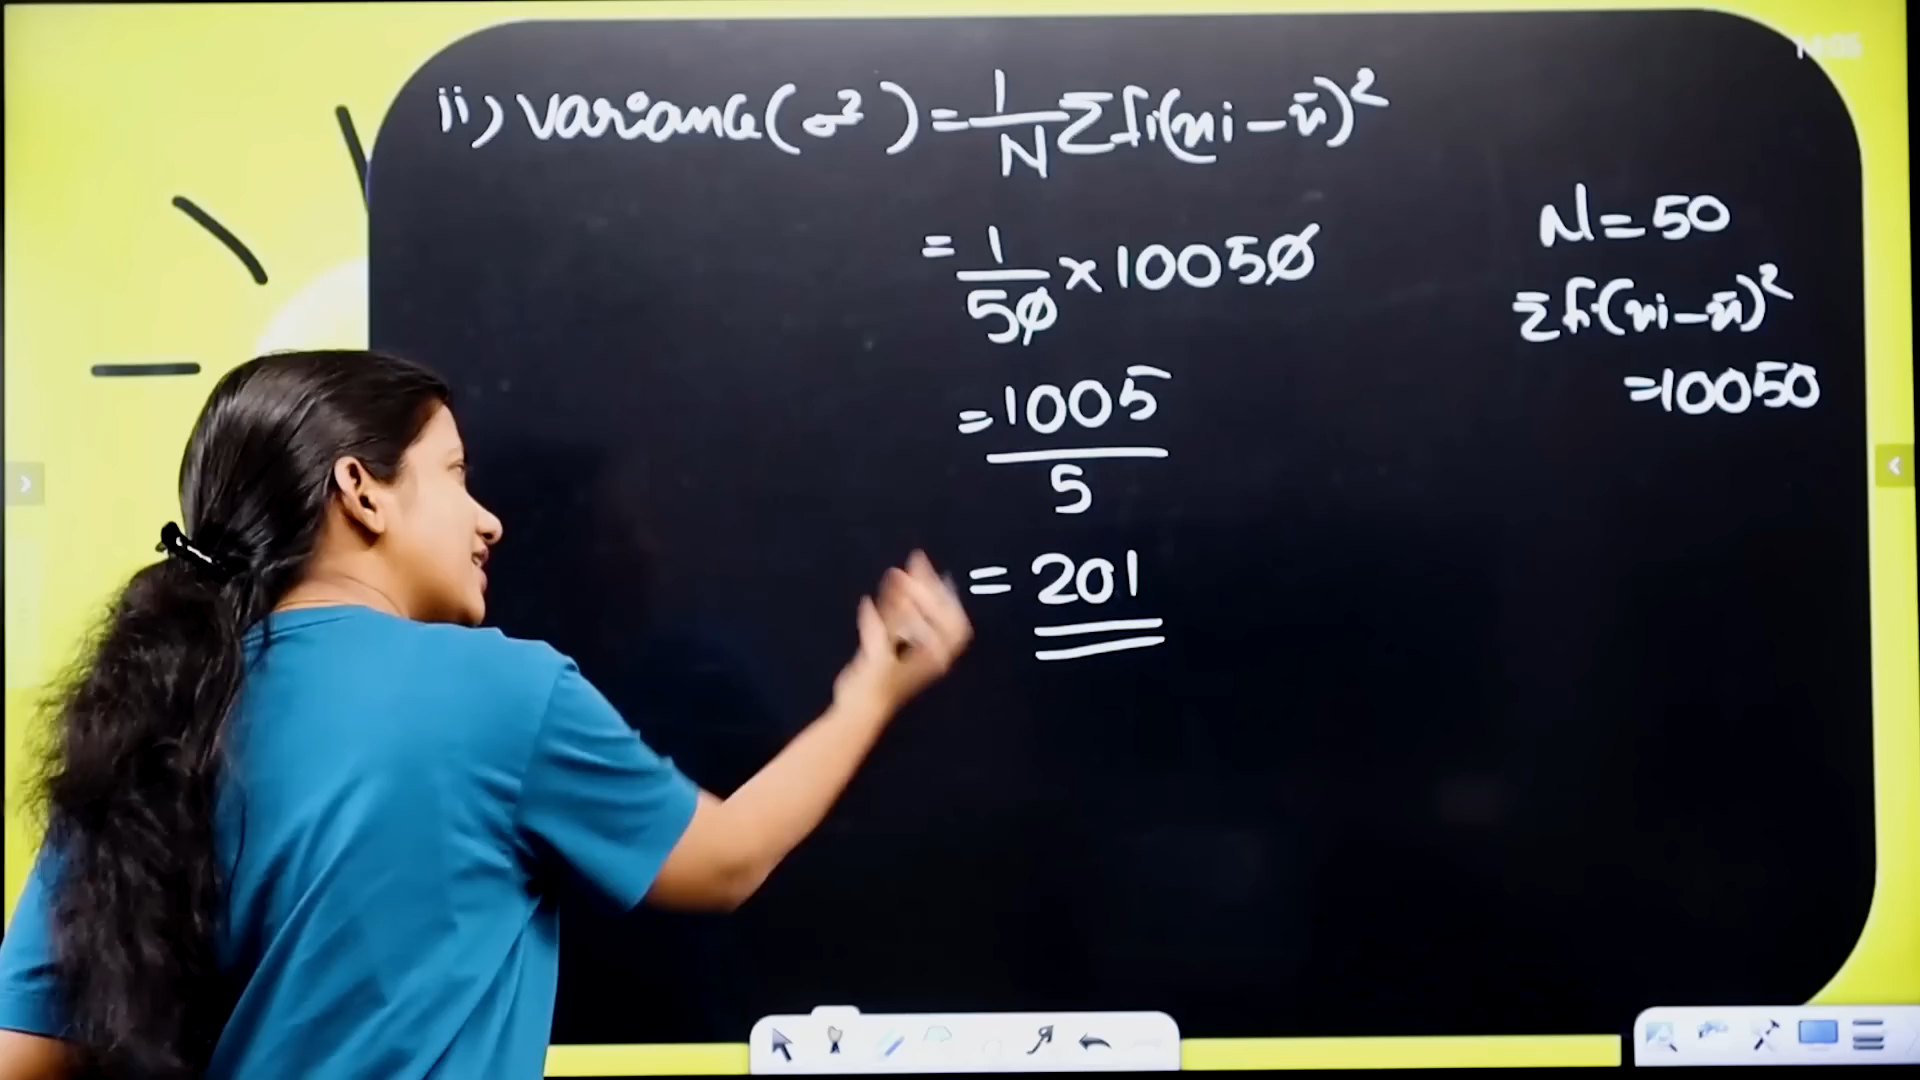 ii) variance (σ²) = 1/N Σfi(xi – x̄)²
= 1/50 × 10050
= 1005/5
= 201
N = 50
Σfi(xi – x̄)²
= 10050